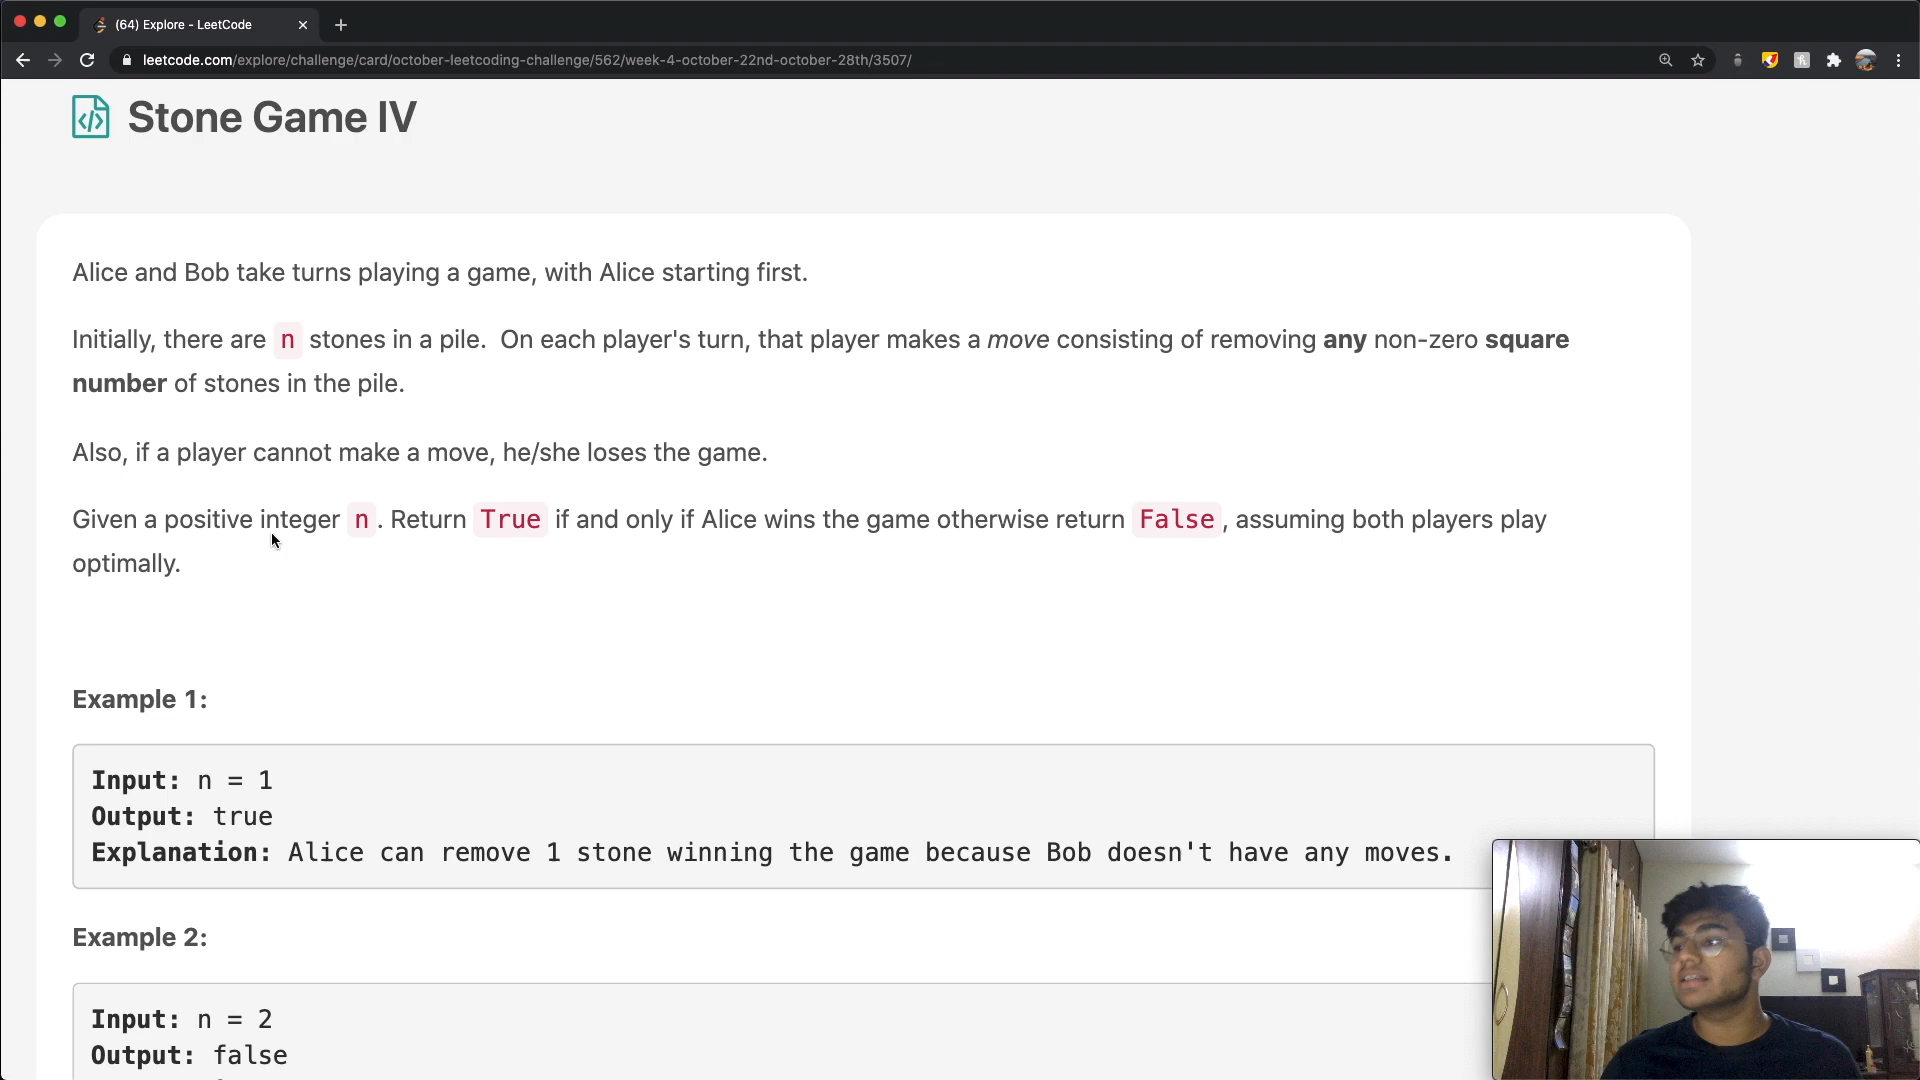 (64) Explore - LeetCode
leetcode.com/explore/challenge/card/october-leetcoding-challenge/562/week-4-october-22nd-october-28th/3507/
Stone Game IV
Alice and Bob take turns playing a game, with Alice starting first.
Initially, there are n stones in a pile.  On each player's turn, that player makes a move consisting of removing any non-zero square
number of stones in the pile.
Also, if a player cannot make a move, he/she loses the game.
Given a positive integer n. Return True if and only if Alice wins the game otherwise return False, assuming both players play
optimally.
Example 1:
Input: n = 1
Output: true
Explanation: Alice can remove 1 stone winning the game because Bob doesn't have any moves.
Example 2:
Input: n = 2
Output: false